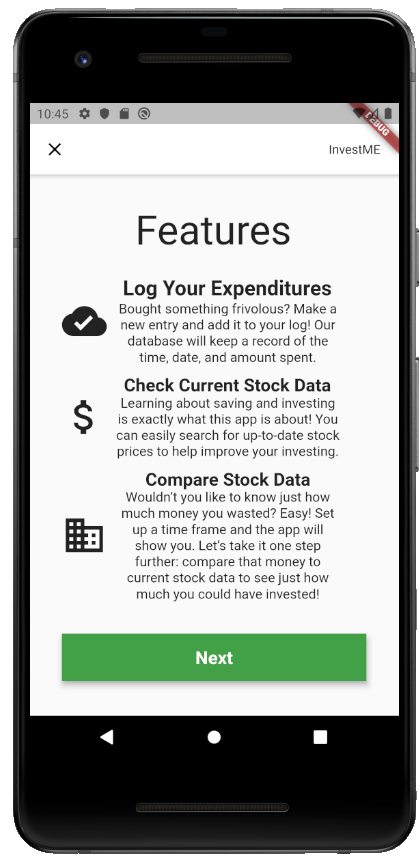 10:45
DEBUG
InvestME
Features
Log Your Expenditures
Bought something frivolous? Make a
new entry and add it to your log! Our
database will keep a record of the
time, date, and amount spent.
Check Current Stock Data
Learning about saving and investing
is exactly what this app is about! You
can easily search for up-to-date stock
prices to help improve your investing.
Compare Stock Data
Wouldn't you like to know just how
much money you wasted? Easy! Set
up a time frame and the app will
show you. Let's take it one step
further: compare that money to
current stock data to see just how
much you could have invested!
Next